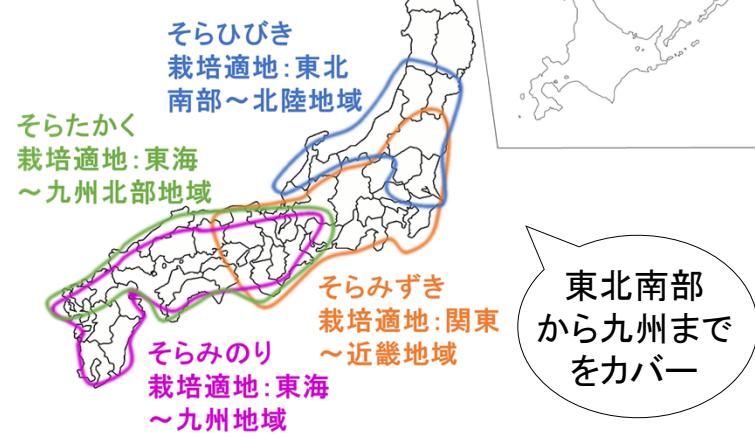 そらひびき
栽培適地：東北
南部～北陸地域
そらたかく
栽培適地：東海
～九州北部地域
そらみずき
栽培適地：関東
～近畿地域
そらみのり
栽培適地：東海
～九州地域
東北南部
から九州まで
をカバー